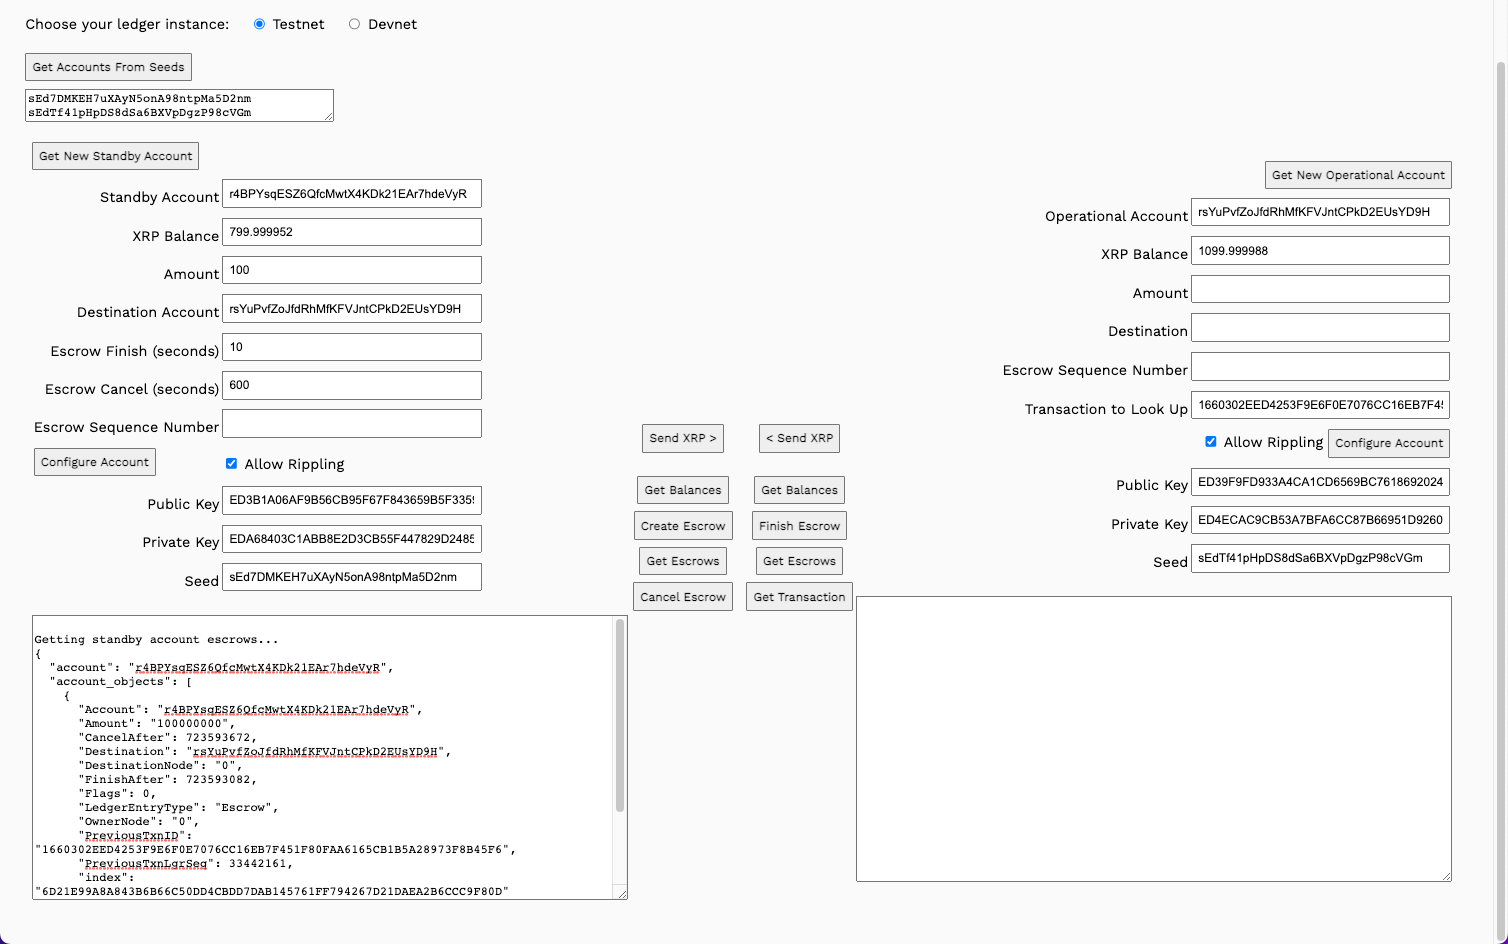 Choose your ledger instance: Testnet Devnet
Get Accounts From Seeds
sEd7DMKEH7uXAyN5onA98ntpMa5D2nm
sEdTf41pHpDS8dSa6BXVpDgzP98cVGm
Get New Standby Account
Standby Account r4BPYsqESZ6QfcMwtX4KDk21EAr7hdeVyR
XRP Balance 799.999952
Amount 100
Destination Account rsYuPvfZoJfdRhMfKFVJntCPkD2EUsYD9H
Escrow Finish (seconds) 10
Escrow Cancel (seconds) 600
Escrow Sequence Number
Configure Account Allow Rippling
Public Key ED3B1A06AF9B56CB95F67F843659B5F335
Private Key EDA68403C1ABB8E2D3CB55F447829D2485
Seed sEd7DMKEH7uXAyN5onA98ntpMa5D2nm
Send XRP > < Send XRP
Get Balances Get Balances
Create Escrow Finish Escrow
Get Escrows Get Escrows
Cancel Escrow Get Transaction
Get New Operational Account
Operational Account rsYuPvfZoJfdRhMfKFVJntCPkD2EUsYD9H
XRP Balance 1099.999988
Amount
Destination
Escrow Sequence Number
Transaction to Look Up 1660302EED4253F9E6F0E7076CC16EB7F4
Allow Rippling Configure Account
Public Key ED39F9FD933A4CA1CD6569BC7618692024
Private Key ED4ECAC9CB53A7BFA6CC87B66951D9260
Seed sEdTf41pHpDS8dSa6BXVpDgzP98cVGm
Getting standby account escrows...
{
"account": "r4BPYsqESZ6QfcMwtX4KDk21EAr7hdeVyR",
"account_objects": [
{
"Account": "r4BPYsqESZ6QfcMwtX4KDk21EAr7hdeVyR",
"Amount": "100000000",
"CancelAfter": 723593672,
"Destination": "rsYuPvfZoJfdRhMfKFVJntCPkD2EUsYD9H",
"DestinationNode": "0",
"FinishAfter": 723593082,
"Flags": 0,
"LedgerEntryType": "Escrow",
"OwnerNode": "0",
"PreviousTxnID":
"1660302EED4253F9E6F0E7076CC16EB7F451F80FAA6165CB1B5A28973F8B45F6",
"PreviousTxnLgrSeq": 33442161,
"index":
"6D21E99A8A843B6B66C50DD4CBDD7DAB145761FF794267D21DAEA2B6CCC9F80D"